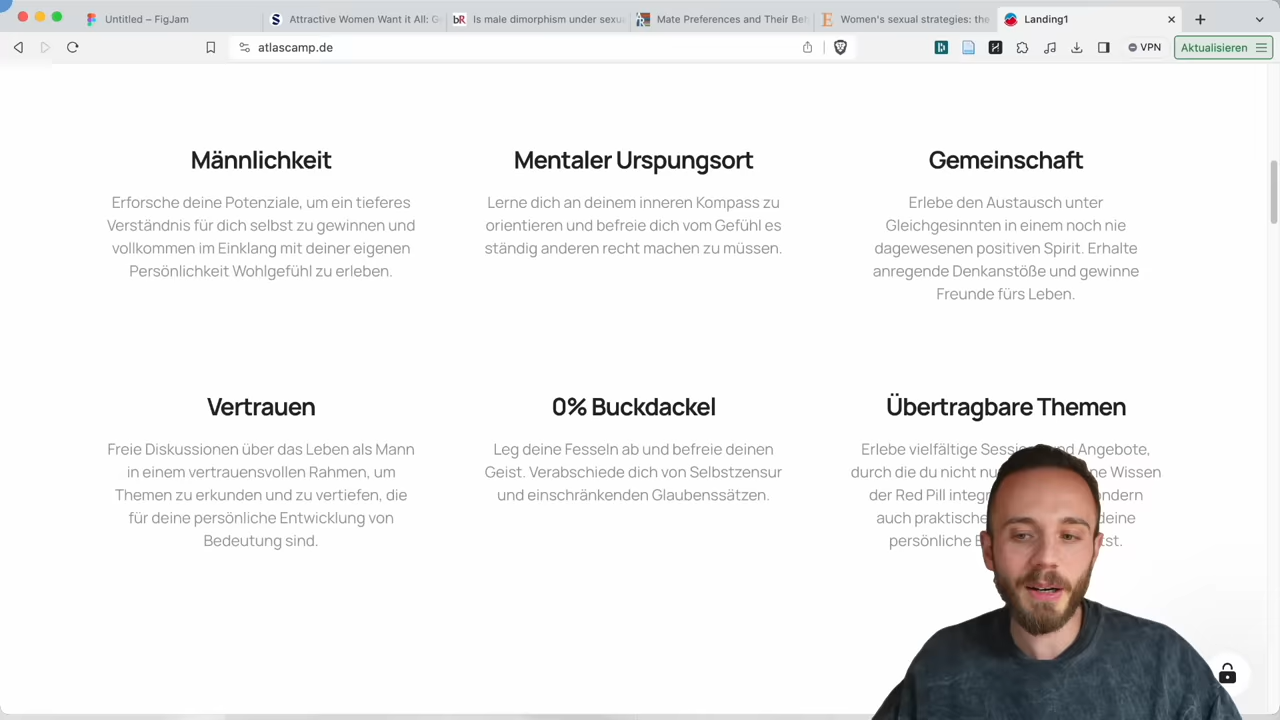 Untitled – FigJam
Attractive Women Want it All: G
Is male dimorphism under sexu
Mate Preferences and Their Be
Women's sexual strategies: the
Landing1
atlascamp.de
VPN
Aktualisieren
Männlichkeit
Erforsche deine Potenziale, um ein tieferes
Verständnis für dich selbst zu gewinnen und
vollkommen im Einklang mit deiner eigenen
Persönlichkeit Wohlgefühl zu erleben.
Mentaler Urspungsort
Lerne dich an deinem inneren Kompass zu
orientieren und befreie dich vom Gefühl es
ständig anderen recht machen zu müssen.
Gemeinschaft
Erlebe den Austausch unter
Gleichgesinnten in einem noch nie
dagewesenen positiven Spirit. Erhalte
anregende Denkanstöße und gewinne
Freunde fürs Leben.
Vertrauen
Freie Diskussionen über das Leben als Mann
in einem vertrauensvollen Rahmen, um
Themen zu erkunden und zu vertiefen, die
für deine persönliche Entwicklung von
Bedeutung sind.
0% Buckdackel
Leg deine Fesseln ab und befreie deinen
Geist. Verabschiede dich von Selbstzensur
und einschränkenden Glaubenssätzen.
Übertragbare Themen
Erlebe vielfältige Angebote,
durch die du nicht Wissen
der Red Pill
auch praktische deine
persönliche